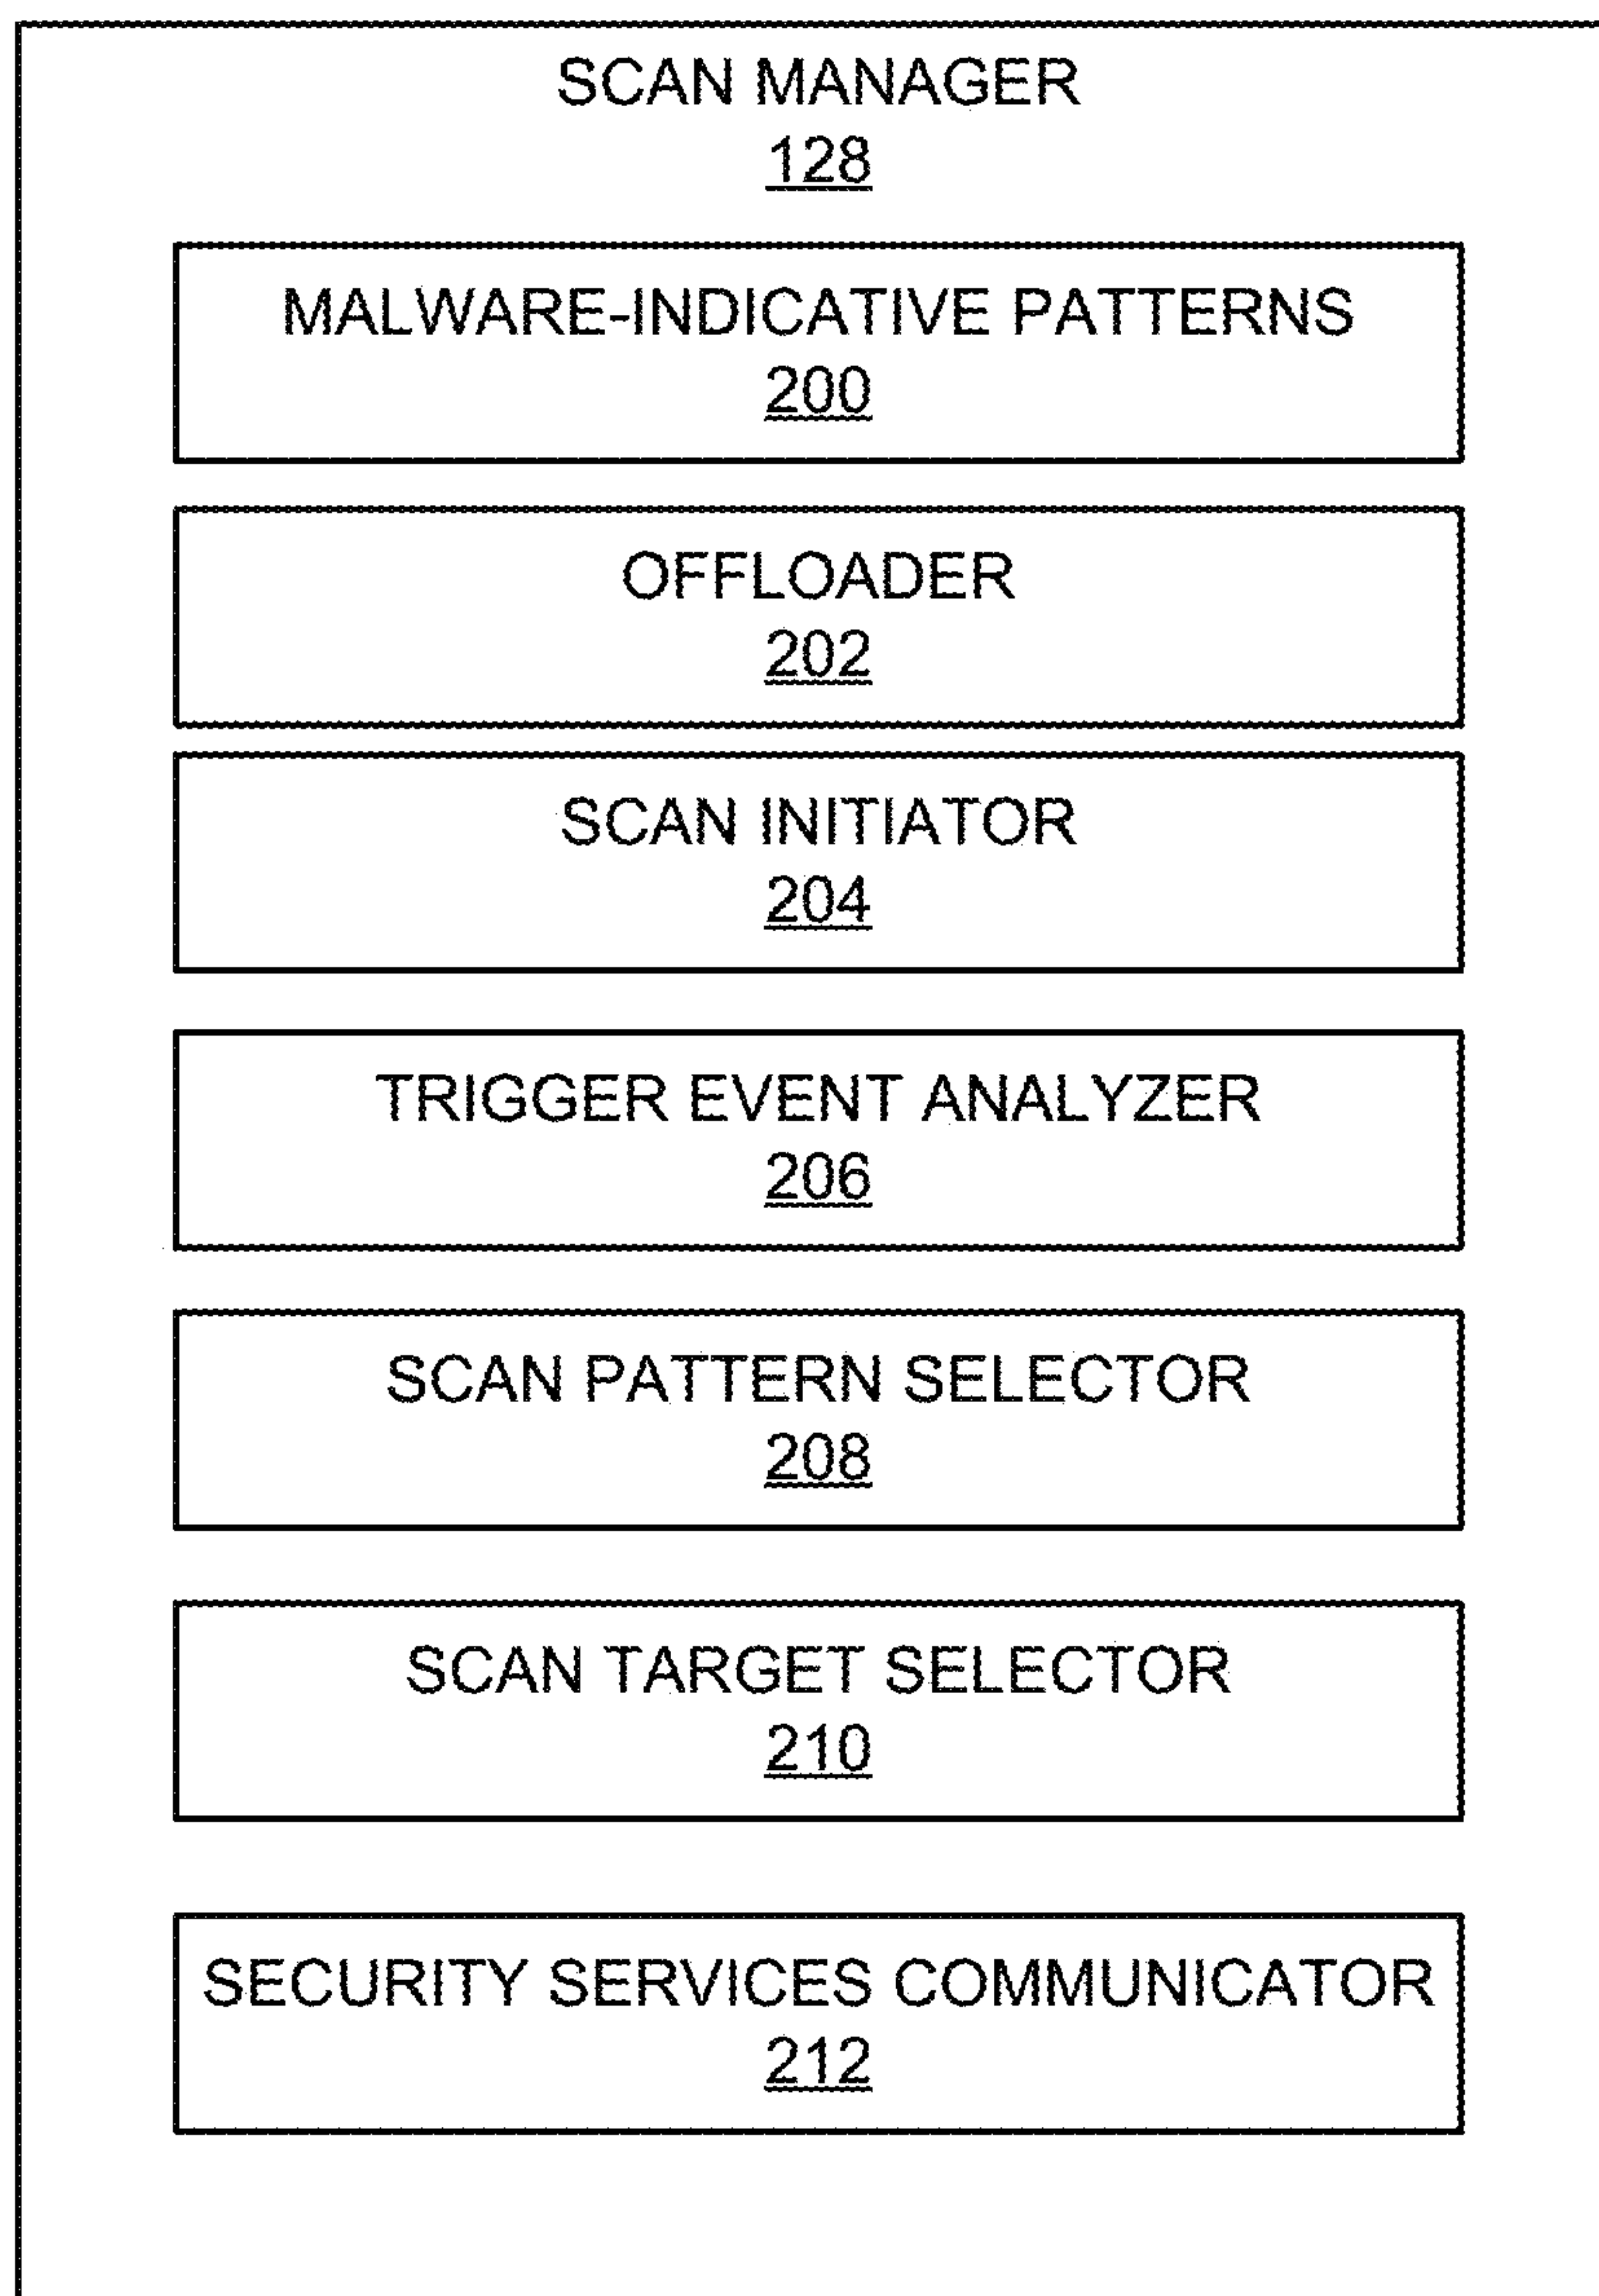 SCAN MANAGER
128
MALWARE-INDICATIVE PATTERNS
200
OFFLOADER
202
SCAN INITIATOR
204
TRIGGER EVENT ANALYZER
206
SCAN PATTERN SELECTOR
208
SCAN TARGET SELECTOR
210
SECURITY SERVICES COMMUNICATOR
212